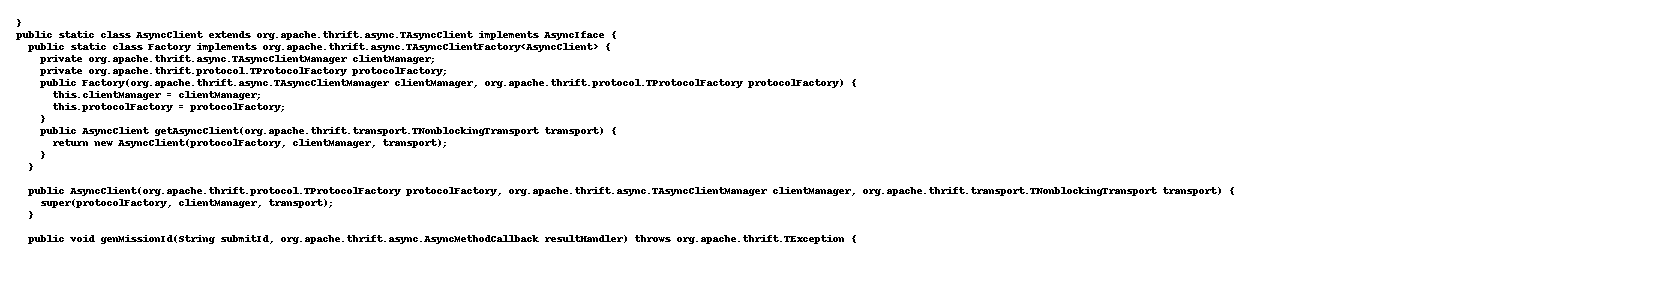 }
public static class AsyncClient extends org.apache.thrift.async.TAsyncClient implements AsyncIface {
public static class Factory implements org.apache.thrift.async.TAsyncClientFactory<AsyncClient> {
private org.apache.thrift.async.TAsyncClientManager clientManager;
private org.apache.thrift.protocol.TProtocolFactory protocolFactory;
public Factory(org.apache.thrift.async.TAsyncClientManager clientManager, org.apache.thrift.protocol.TProtocolFactory protocolFactory) {
this.clientManager = clientManager;
this.protocolFactory = protocolFactory;
}
public AsyncClient getAsyncClient(org.apache.thrift.transport.TNonblockingTransport transport) {
return new AsyncClient(protocolFactory, clientManager, transport);
}
}
public AsyncClient(org.apache.thrift.protocol.TProtocolFactory protocolFactory, org.apache.thrift.async.TAsyncClientManager clientManager, org.apache.thrift.transport.TNonblockingTransport transport) {
super(protocolFactory, clientManager, transport);
}
public void genMissionId(String submitId, org.apache.thrift.async.AsyncMethodCallback resultHandler) throws org.apache.thrift.TException {